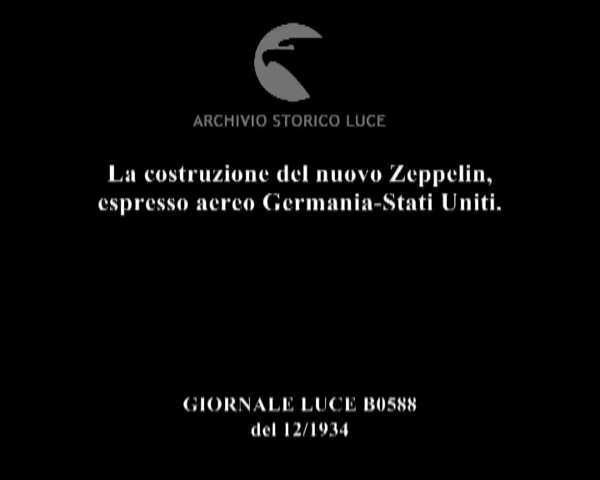 ARCHIVIO STORICO LUCE
La costruzione del nuovo Zeppelin,
espresso aereo Germania-Stati Uniti.
GIORNALE LUCE B0588
del 12/1934